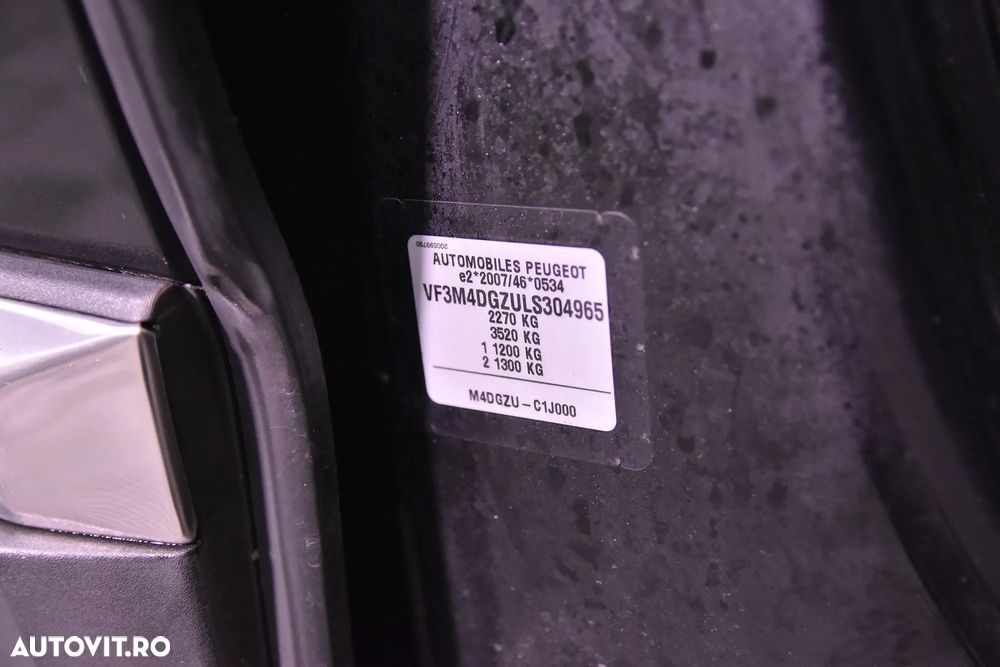 200599790
AUTOMOBILES PEUGEOT
e2*2007/46*0534
VF3M4DGZULS304965
2270 KG
3520 KG
1 1200 KG
2 1300 KG
M4DGZU – C1J000
AUTOVIT.RO